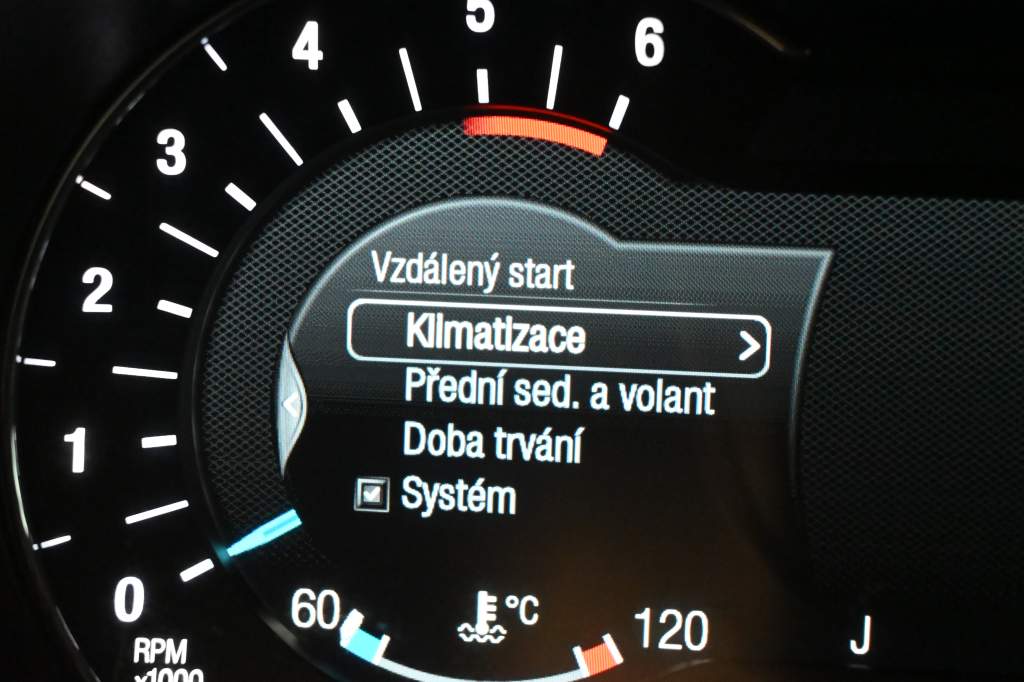 5
4
6
3
2
1
0
Vzdálený start
Klimatizace
Přední sed. a volant
Doba trvání
Systém
60
°C
120
J
RPM
x1000